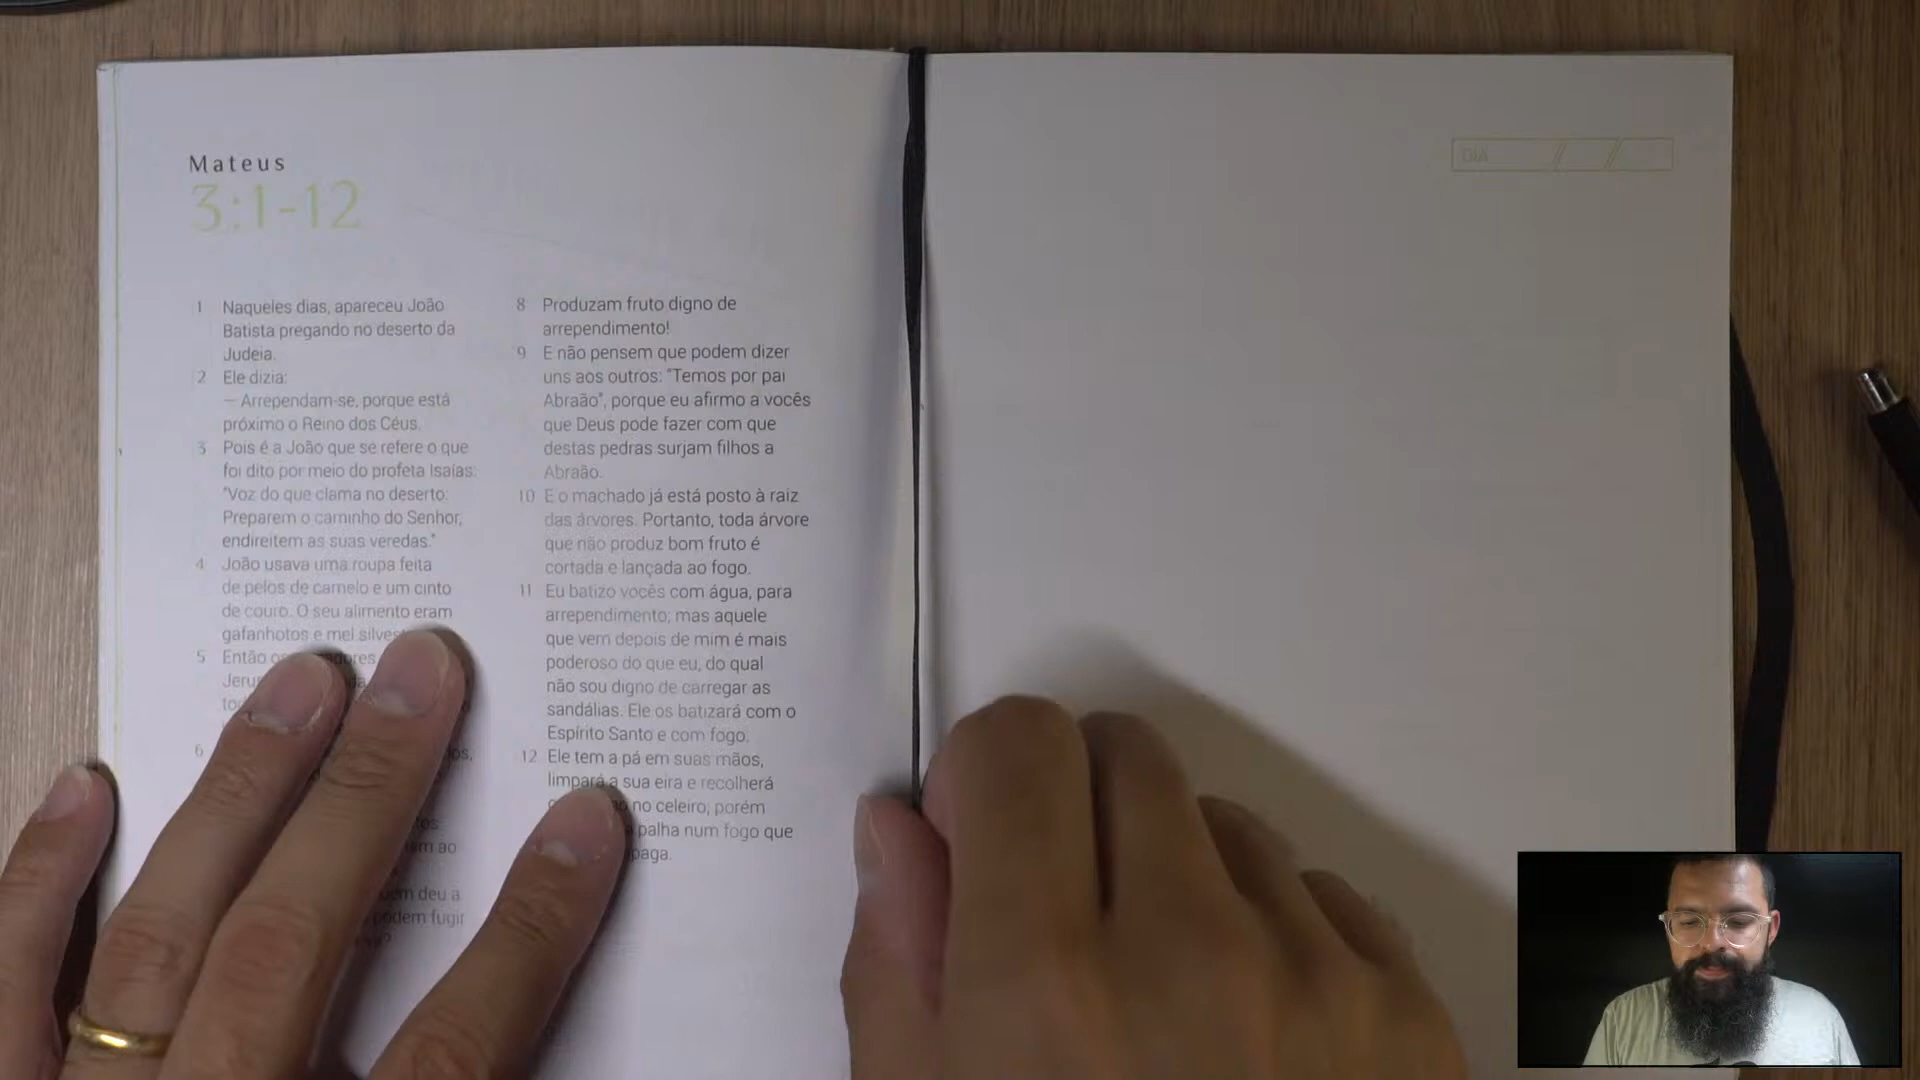 Mateus
3:1-12
1 Naqueles dias, apareceu João
Batista pregando no deserto da
Judeia.
2 Ele dizia:
— Arrependam-se, porque está
próximo o Reino dos Céus.
3 Pois é a João que se refere o que
foi dito por meio do profeta Isaías:
"Voz do que clama no deserto:
Preparem o caminho do Senhor,
endireitem as suas veredas."
4 João usava uma roupa feita
de pelos de camelo e um cinto
de couro. O seu alimento eram
gafanhotos e mel
5 Então
6
ao
deu a
podem fugir
8 Produzam fruto digno de
arrependimento!
9 E não pensem que podem dizer
uns aos outros: "Temos por pai
Abraão", porque eu afirmo a vocês
que Deus pode fazer com que
destas pedras surjam filhos a
Abraão.
10 E o machado já está posto à raiz
das árvores. Portanto, toda árvore
que não produz bom fruto é
cortada e lançada ao fogo.
11 Eu batizo vocês com água, para
arrependimento; mas aquele
que vem depois de mim é mais
poderoso do que eu, do qual
não sou digno de carregar as
sandálias. Ele os batizará com o
Espírito Santo e com fogo.
12 Ele tem a pá em suas mãos,
limpará a sua eira e recolherá
no celeiro; porém
palha num fogo que
DIA / /